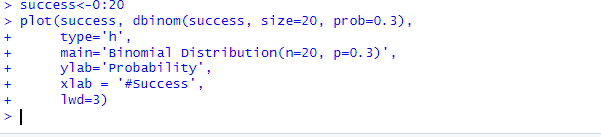 > success<-0:20
> plot(success, dbinom(success, size=20, prob=0.3),
+ type='h',
+ main='Binomial Distribution(n=20, p=0.3)',
+ ylab='Probability',
+ xlab = '#Success',
+ lwd=3)
>